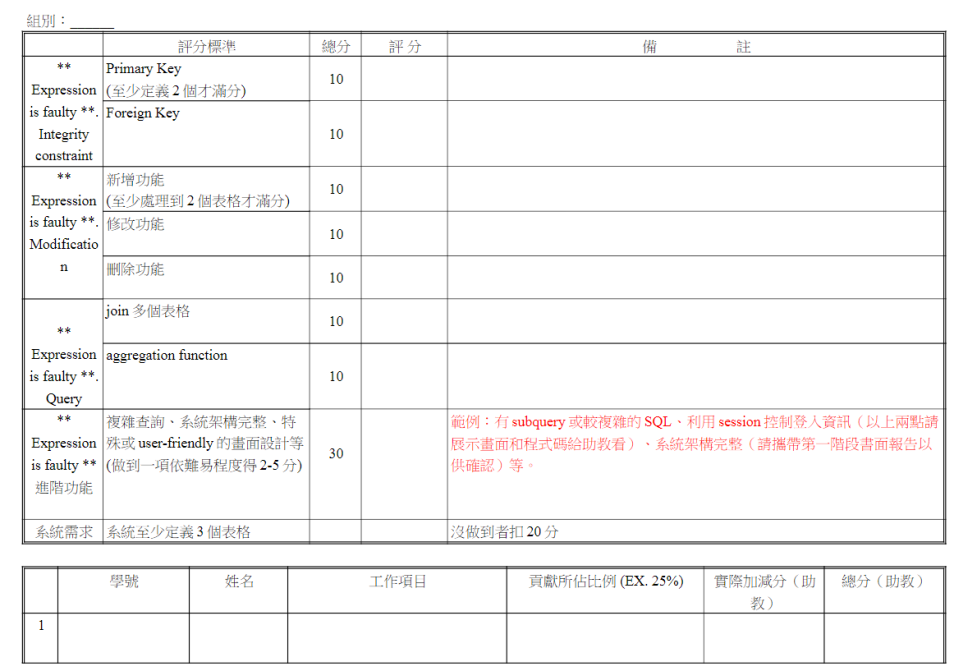 組別：______
評分標準 總分 評 分 備 註
**
Expression
is faulty **.
Integrity
constraint
Primary Key
(至少定義 2 個才滿分)
10
Foreign Key
10
**
Expression
is faulty **.
Modificatio
n
新增功能
(至少處理到 2 個表格才滿分)
10
修改功能
10
刪除功能
10
**
Expression
is faulty **.
Query
join 多個表格
10
aggregation function
10
**
Expression
is faulty **
進階功能
複雜查詢、系統架構完整、特
殊或 user-friendly 的畫面設計等
(做到一項依難易程度得 2-5 分)
30
範例：有 subquery 或較複雜的 SQL、利用 session 控制登入資訊（以上兩點請
展示畫面和程式碼給助教看）、系統架構完整（請攜帶第一階段書面報告以
供確認）等。
系統需求 系統至少定義 3 個表格 沒做到者扣 20 分
學號 姓名 工作項目 貢獻所佔比例 (EX. 25%) 實際加減分（助
教） 總分（助教）
1